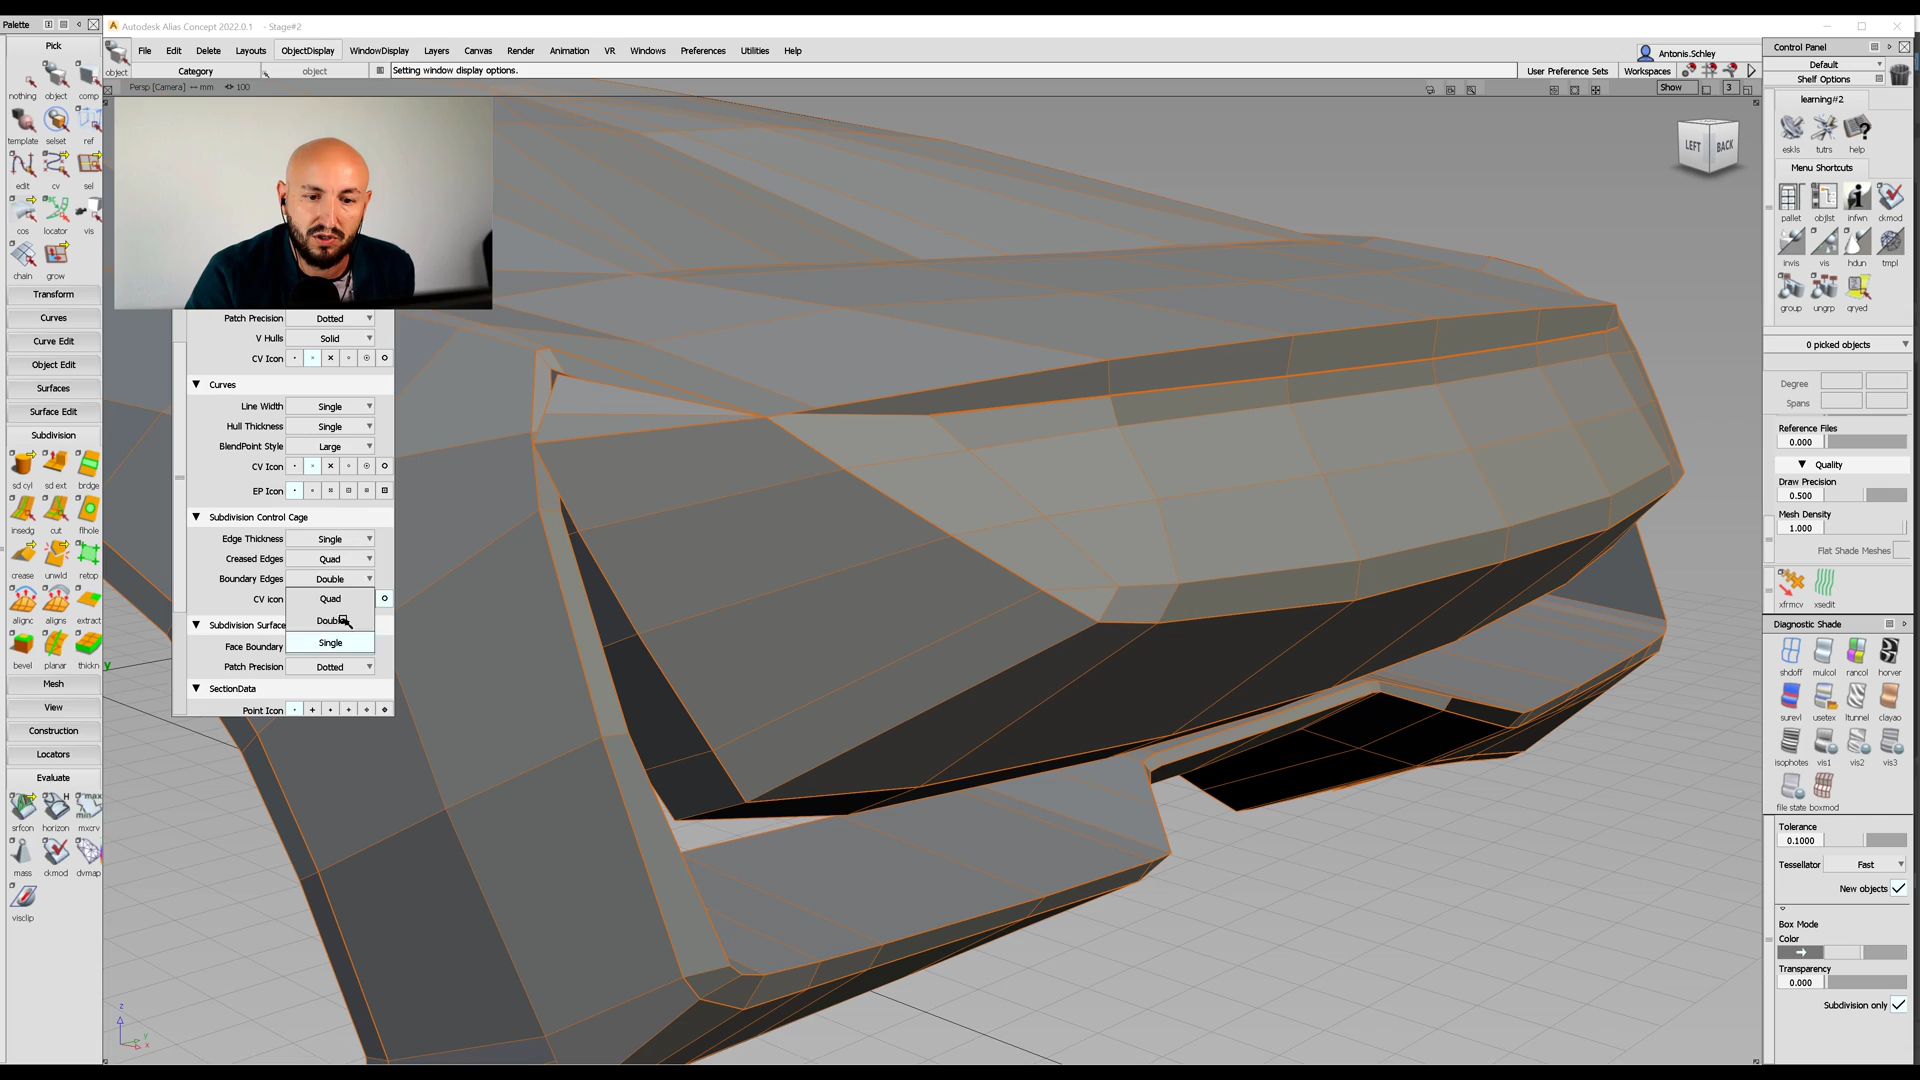 Palette
Autodesk Alias Concept 2022.0.1 - Stage#2
Pick
File Edit Delete Layouts ObjectDisplay WindowDisplay Layers Canvas Render Animation VR Windows Preferences Utilities Help
Antonis.Schley
object
Category
object
Setting window display options.
User Preference Sets
Workspaces
Persp [Camera] -- mm 100
Show
3
nothing object comp
template selset ref
edit cv sel
cos locator vis
chain grow
Transform
Curves
Curve Edit
Object Edit
Surfaces
Surface Edit
Subdivision
sd cyl sd ext brdge
insedg cut flhole
crease unwld retop
alignc aligns extract
bevel planar thickn
Mesh
View
Construction
Locators
Evaluate
srfcon horizon mxcrv
mass ckmod dvmap
visclip
Patch Precision Dotted
V Hulls Solid
CV Icon
Curves
Line Width Single
Hull Thickness Single
BlendPoint Style Large
CV Icon
EP Icon
Subdivision Control Cage
Edge Thickness Single
Creased Edges Quad
Boundary Edges Double
CV icon
Quad
Double
Single
Subdivision Surface
Face Boundary
Patch Precision Dotted
SectionData
Point Icon
LEFT BACK
y
z
y
x
Control Panel
Default
Shelf Options
learning#2
eskls tutrs help
Menu Shortcuts
pallet objlst infwn ckmod
invis vis hdun tmpl
group ungrp qryed
0 picked objects
Degree
Spans
Reference Files
0.000
Quality
Draw Precision
0.500
Mesh Density
1.000
Flat Shade Meshes
xfrmcv xsedit
Diagnostic Shade
shdoff mulcol rancol horver
surevl usetex ltunnel clayao
isophotes vis1 vis2 vis3
file state boxmod
Tolerance
0.1000
Tessellator Fast
New objects
Box Mode
Color
Transparency
0.000
Subdivision only